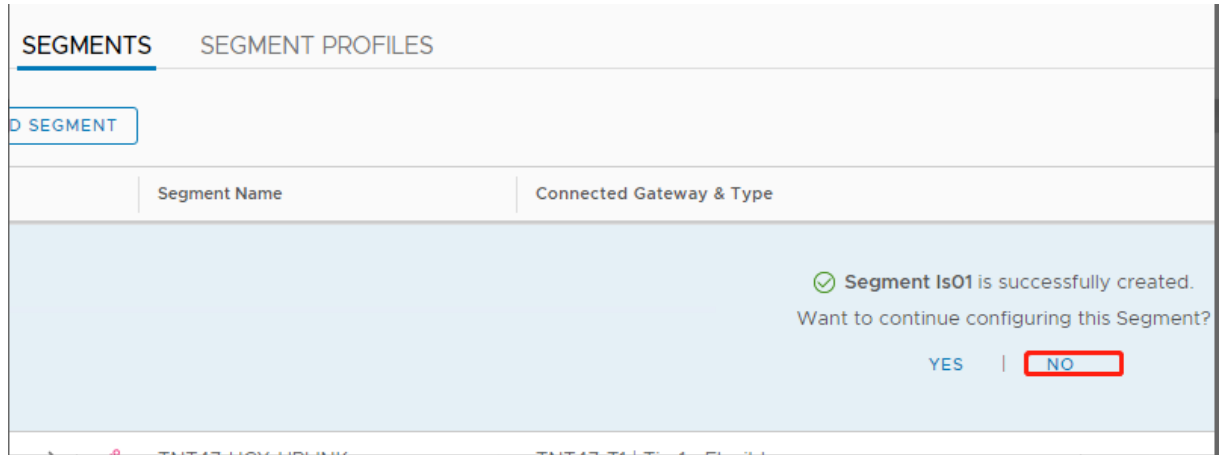 SEGMENTS SEGMENT PROFILES
D SEGMENT
Segment Name Connected Gateway & Type
Segment ls01 is successfully created.
Want to continue configuring this Segment?
YES | NO